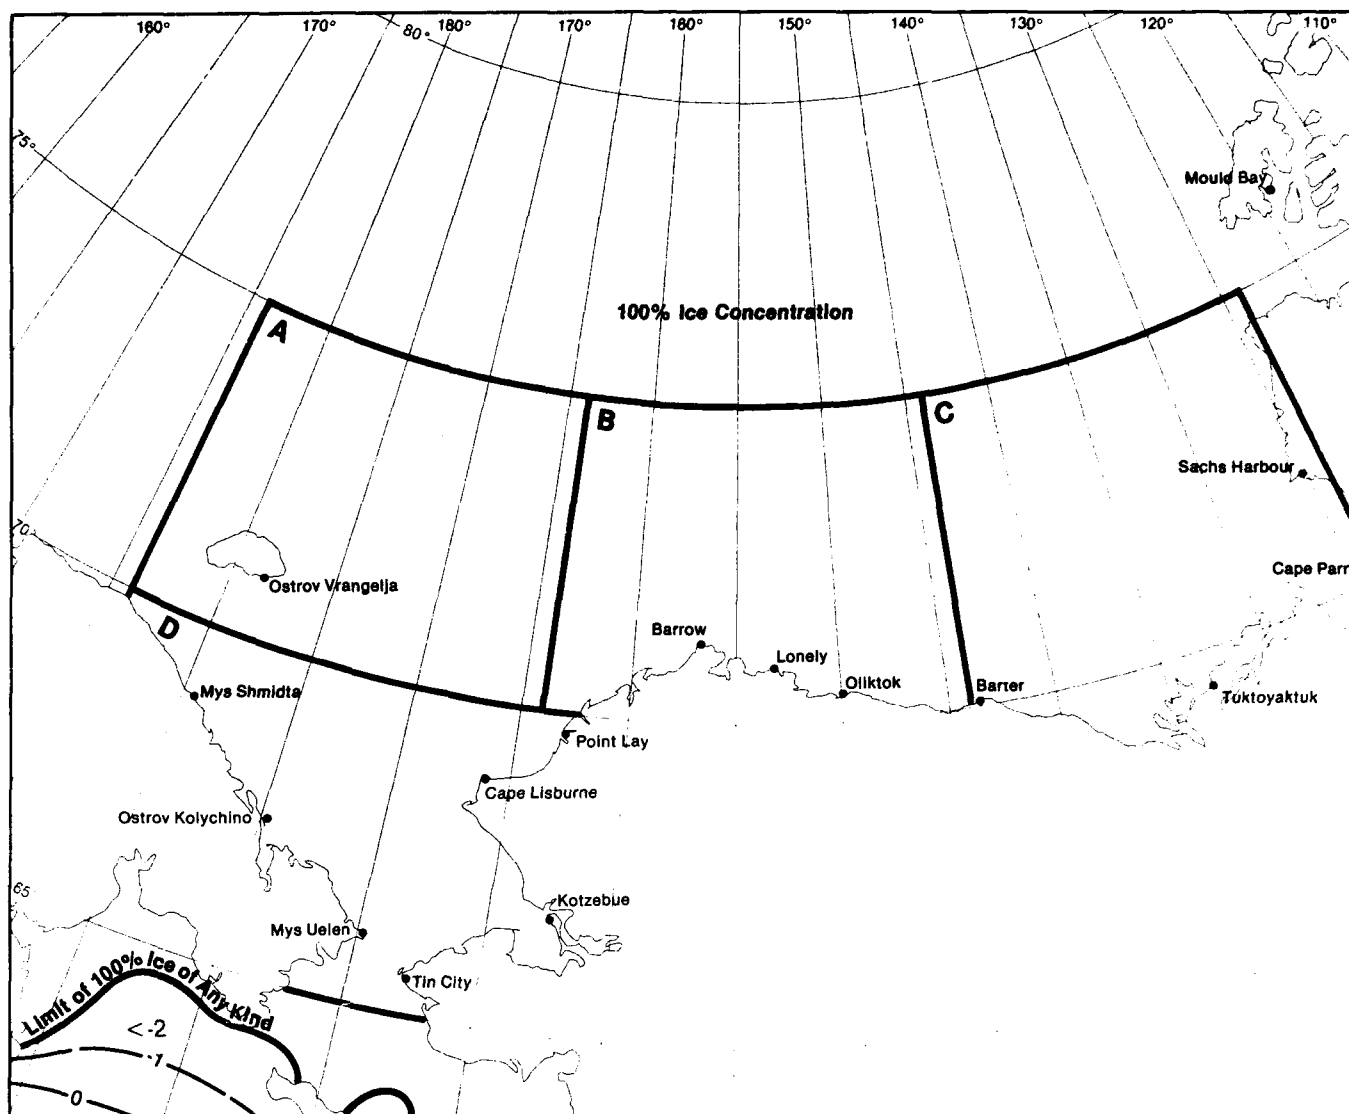 160° 170° 80° 170° 180° 150° 140° 130° 120° 110°
75°
Mould Bay
100% Ice Concentration
A
B
C
Sachs Harbour
70
Cape Parr
Ostrov Vrangelja
D
Barrow
Lonely
Oliktok
Barter
Tuktoyaktuk
Mys Shmidta
Point Lay
Cape Lisburne
Ostrov Kolychino
65
Kotzebue
Mys Uelen
Tin City
Limit of 100% Ice of Any Kind
< -2
-1
0